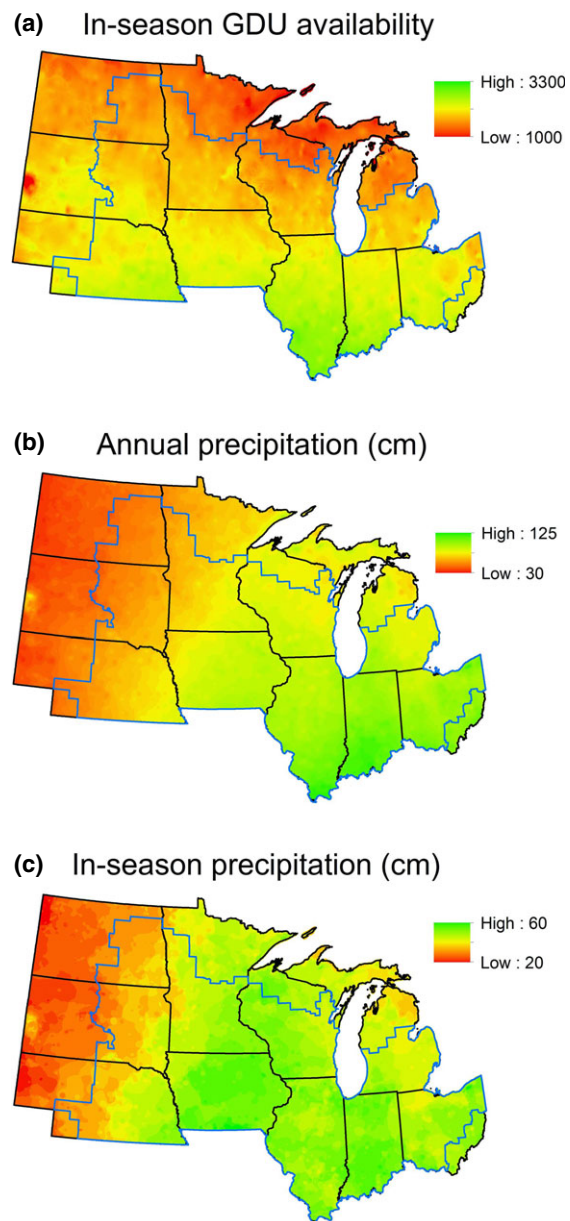 (a) In-season GDU availability
High : 3300
Low : 1000
(b) Annual precipitation (cm)
High : 125
Low : 30
(c) In-season precipitation (cm)
High : 60
Low : 20